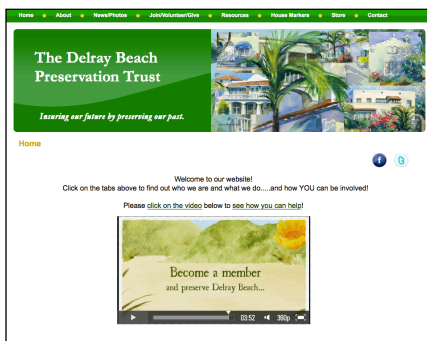 Home About News/Photos Join/Volunteer/Give Resources House Markers Store Contact
The Delray Beach
Preservation Trust
Insuring our future by preserving our past.
Home
f t
Welcome to our website!
Click on the tabs above to find out who we are and what we do.....and how YOU can be involved!
Please click on the video below to see how you can help!
Become a member
and preserve Delray Beach...
03:52 360p